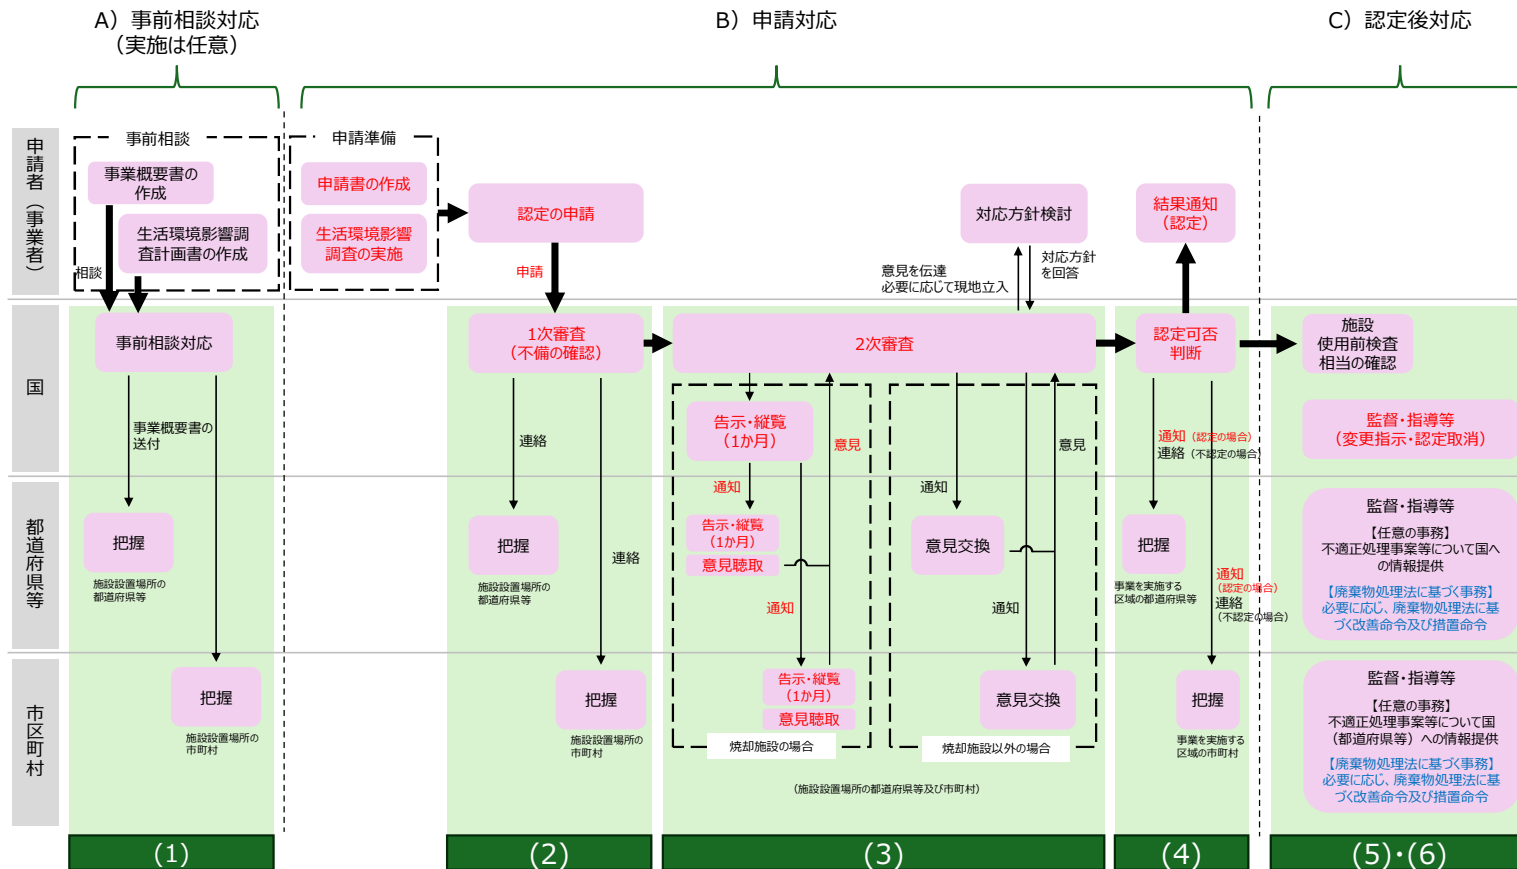 A）事前相談対応
（実施は任意）
B）申請対応
C）認定後対応
申請者（事業者）
事前相談
事業概要書の
作成
生活環境影響調
査計画書の作成
相談
申請準備
申請書の作成
生活環境影響
調査の実施
認定の申請
申請
対応方針検討
意見を伝達
必要に応じて現地立入
対応方針
を回答
結果通知
（認定）
国
事前相談対応
事業概要書の
送付
1次審査
（不備の確認）
連絡
連絡
2次審査
告示・縦覧
（1か月）
意見
通知
通知
通知
通知
意見
認定可否
判断
通知（認定の場合）
連絡（不認定の場合）
通知
（認定の場合）
連絡
（不認定の場合）
施設
使用前検査
相当の確認
監督・指導等
（変更指示・認定取消）
都道府県等
把握
施設設置場所の
都道府県等
把握
施設設置場所の
都道府県等
告示・縦覧
（1か月）
意見聴取
意見交換
把握
事業を実施する
区域の都道府県等
監督・指導等
【任意の事務】
不適正処理事案等について国へ
の情報提供
【廃棄物処理法に基づく事務】
必要に応じ、廃棄物処理法に基
づく改善命令及び措置命令
市区町村
把握
施設設置場所の
市町村
把握
施設設置場所の
市町村
告示・縦覧
（1か月）
意見聴取
焼却施設の場合
意見交換
焼却施設以外の場合
（施設設置場所の都道府県等及び市町村）
把握
事業を実施する
区域の市町村
監督・指導等
【任意の事務】
不適正処理事案等について国
（都道府県等）への情報提供
【廃棄物処理法に基づく事務】
必要に応じ、廃棄物処理法に基
づく改善命令及び措置命令
(1)
(2)
(3)
(4)
(5)・(6)